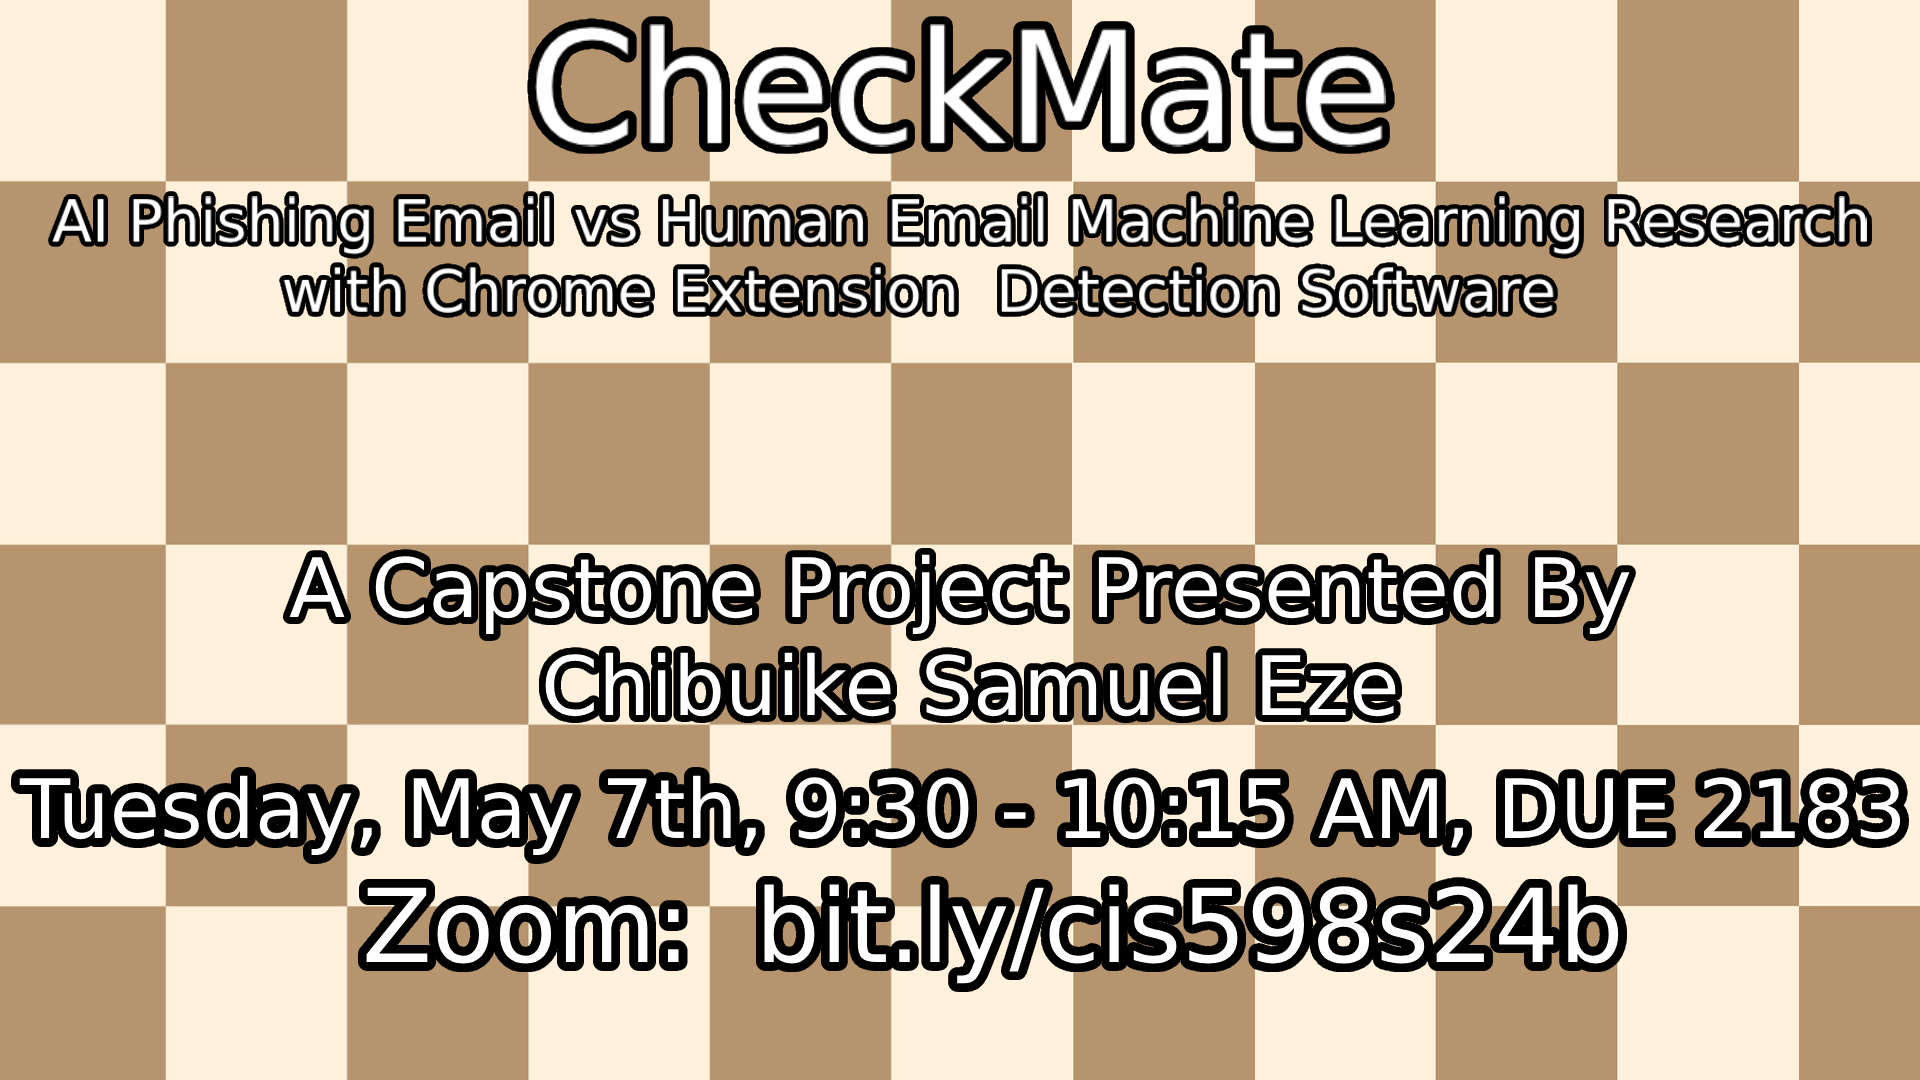 CheckMate
AI Phishing Email vs Human Email Machine Learning Research
with Chrome Extension  Detection Software
A Capstone Project Presented By
Chibuike Samuel Eze
Tuesday, May 7th, 9:30 - 10:15 AM, DUE 2183
Zoom:  bit.ly/cis598s24b